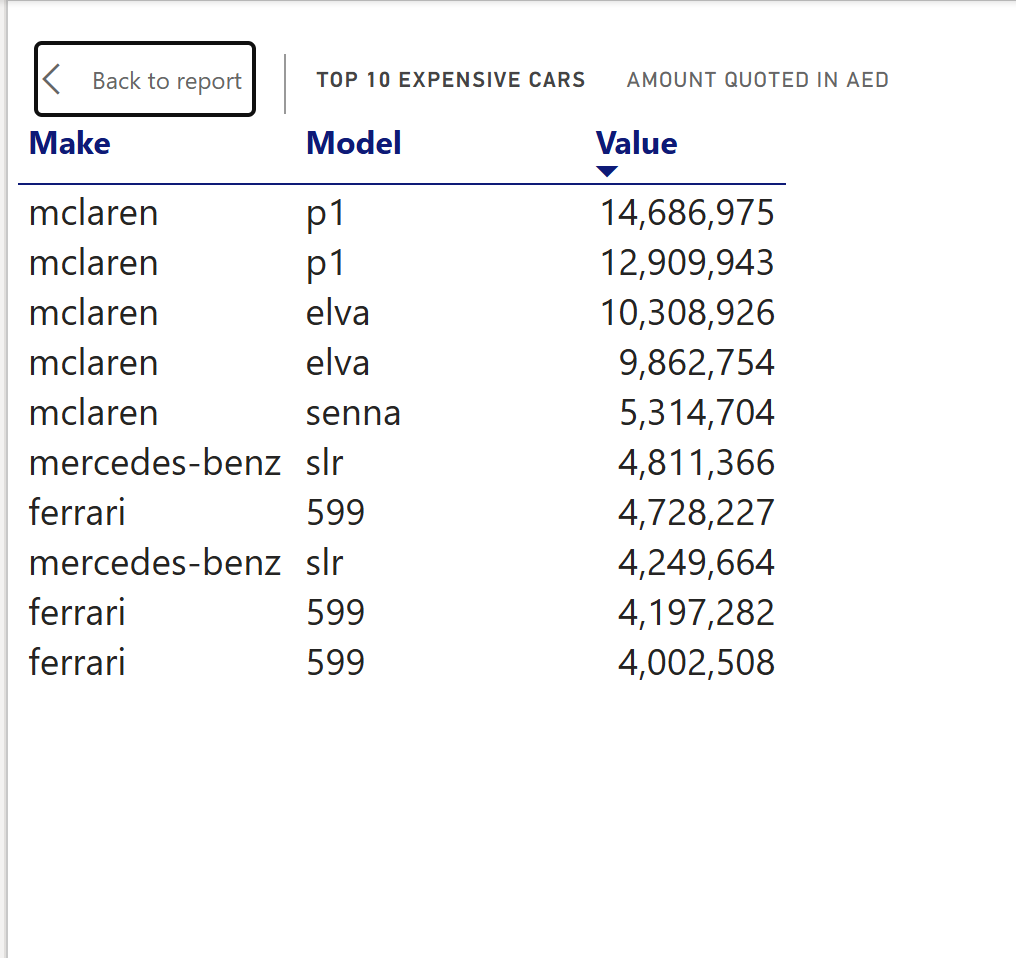 Back to report TOP 10 EXPENSIVE CARS AMOUNT QUOTED IN AED
Make Model Value
mclaren p1 14,686,975
mclaren p1 12,909,943
mclaren elva 10,308,926
mclaren elva 9,862,754
mclaren senna 5,314,704
mercedes-benz slr 4,811,366
ferrari 599 4,728,227
mercedes-benz slr 4,249,664
ferrari 599 4,197,282
ferrari 599 4,002,508